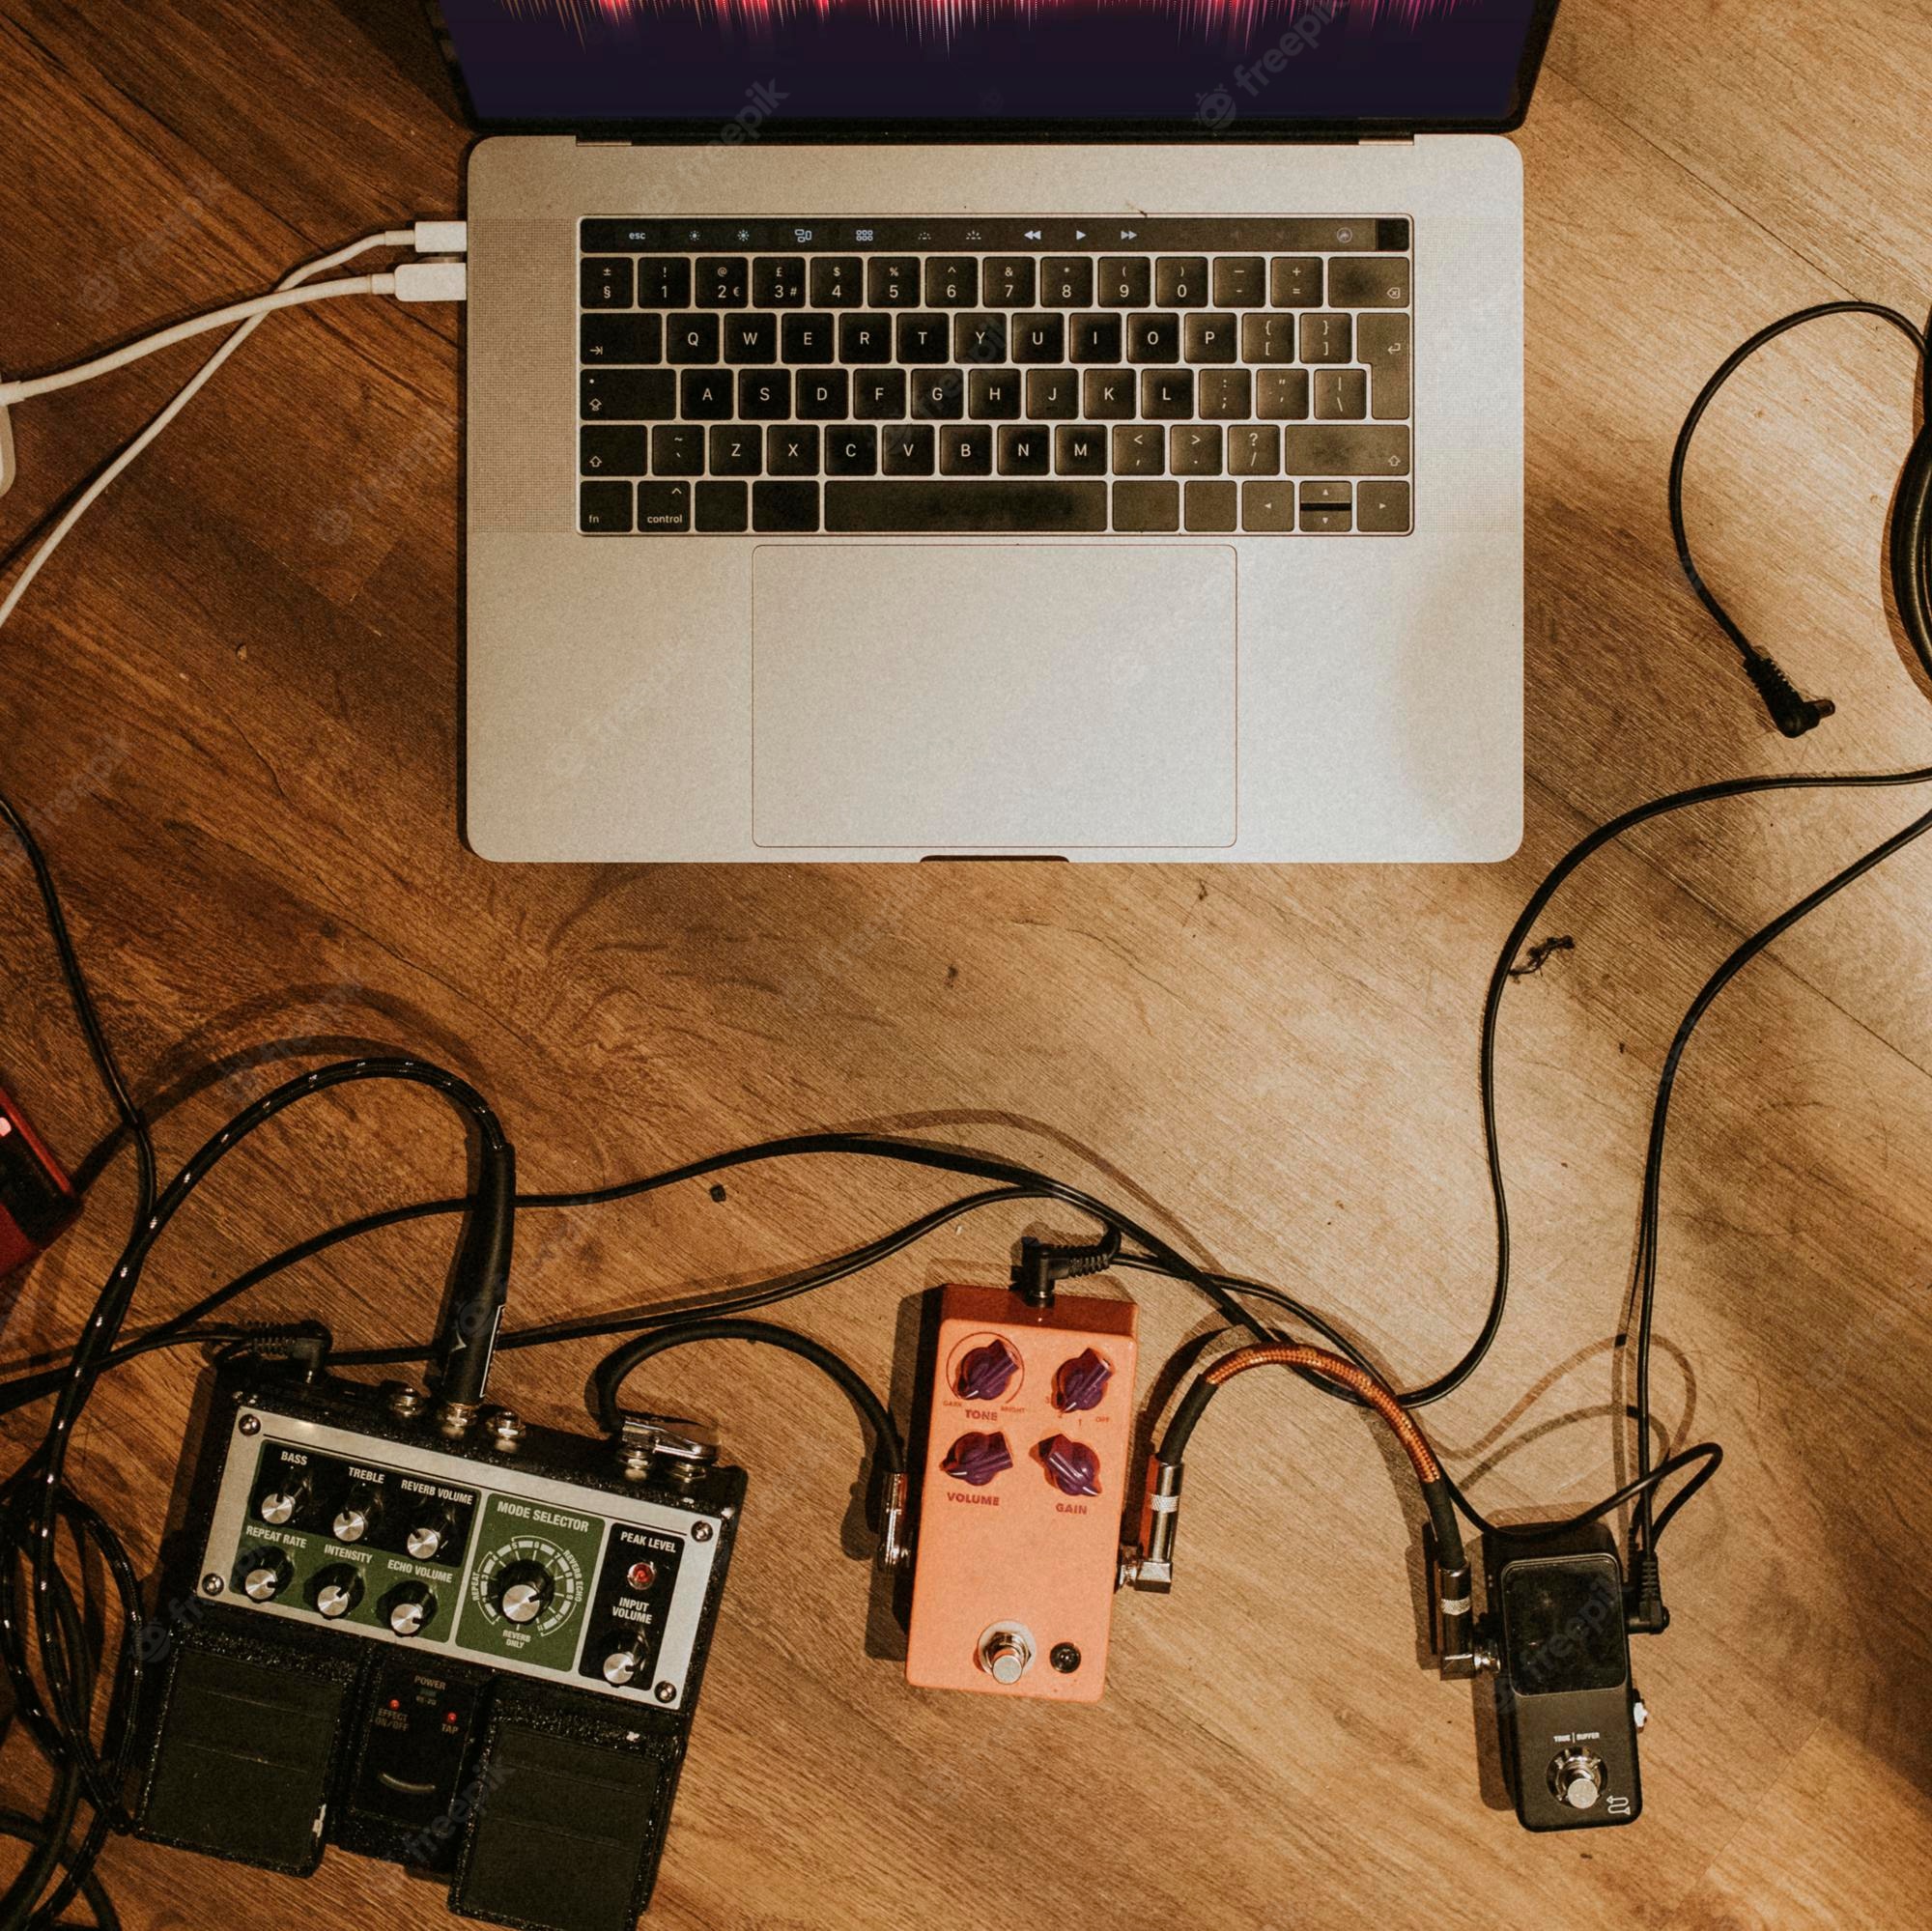 esc
± ! @ £ $ % ^ & * ( ) — +
§ 1 2 € 3 # 4 5 6 7 8 9 0 - =
Q W E R T Y U I O P { [ } ]
A S D F G H J K L : ; " ' | \
~ ` Z X C V B N M < , > . ? /
fn ^ control
BASS
TREBLE
REVERB VOLUME
REPEAT RATE
INTENSITY
ECHO VOLUME
MODE SELECTOR
REPEAT
REVERB ECHO
REVERB
ONLY
PEAK LEVEL
INPUT
VOLUME
POWER
EFFECT
ON/OFF
TAP
DARK
BRIGHT
TONE
1 OFF
VOLUME
GAIN
TRUE | BUFFER
freepik